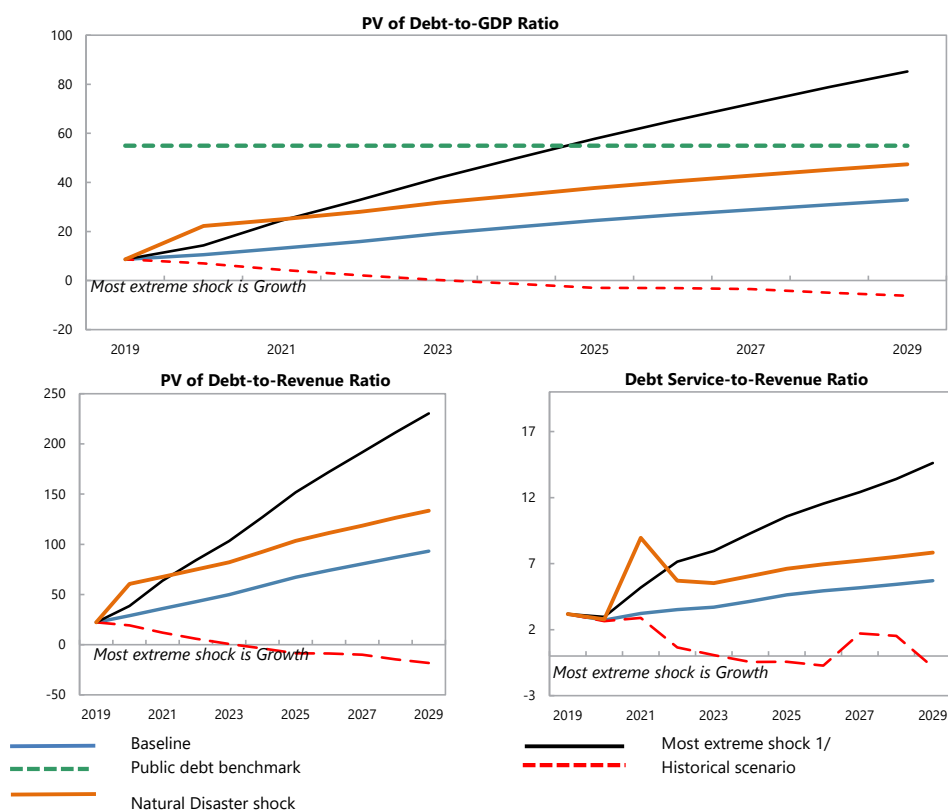 PV of Debt-to-GDP Ratio
100
80
60
40
20
0
-20
Most extreme shock is Growth
2019 2021 2023 2025 2027 2029
PV of Debt-to-Revenue Ratio
250
200
150
100
50
0
-50
Most extreme shock is Growth
2019 2021 2023 2025 2027 2029
Debt Service-to-Revenue Ratio
17
12
7
2
-3
Most extreme shock is Growth
2019 2021 2023 2025 2027 2029
Baseline
Public debt benchmark
Natural Disaster shock
Most extreme shock 1/
Historical scenario